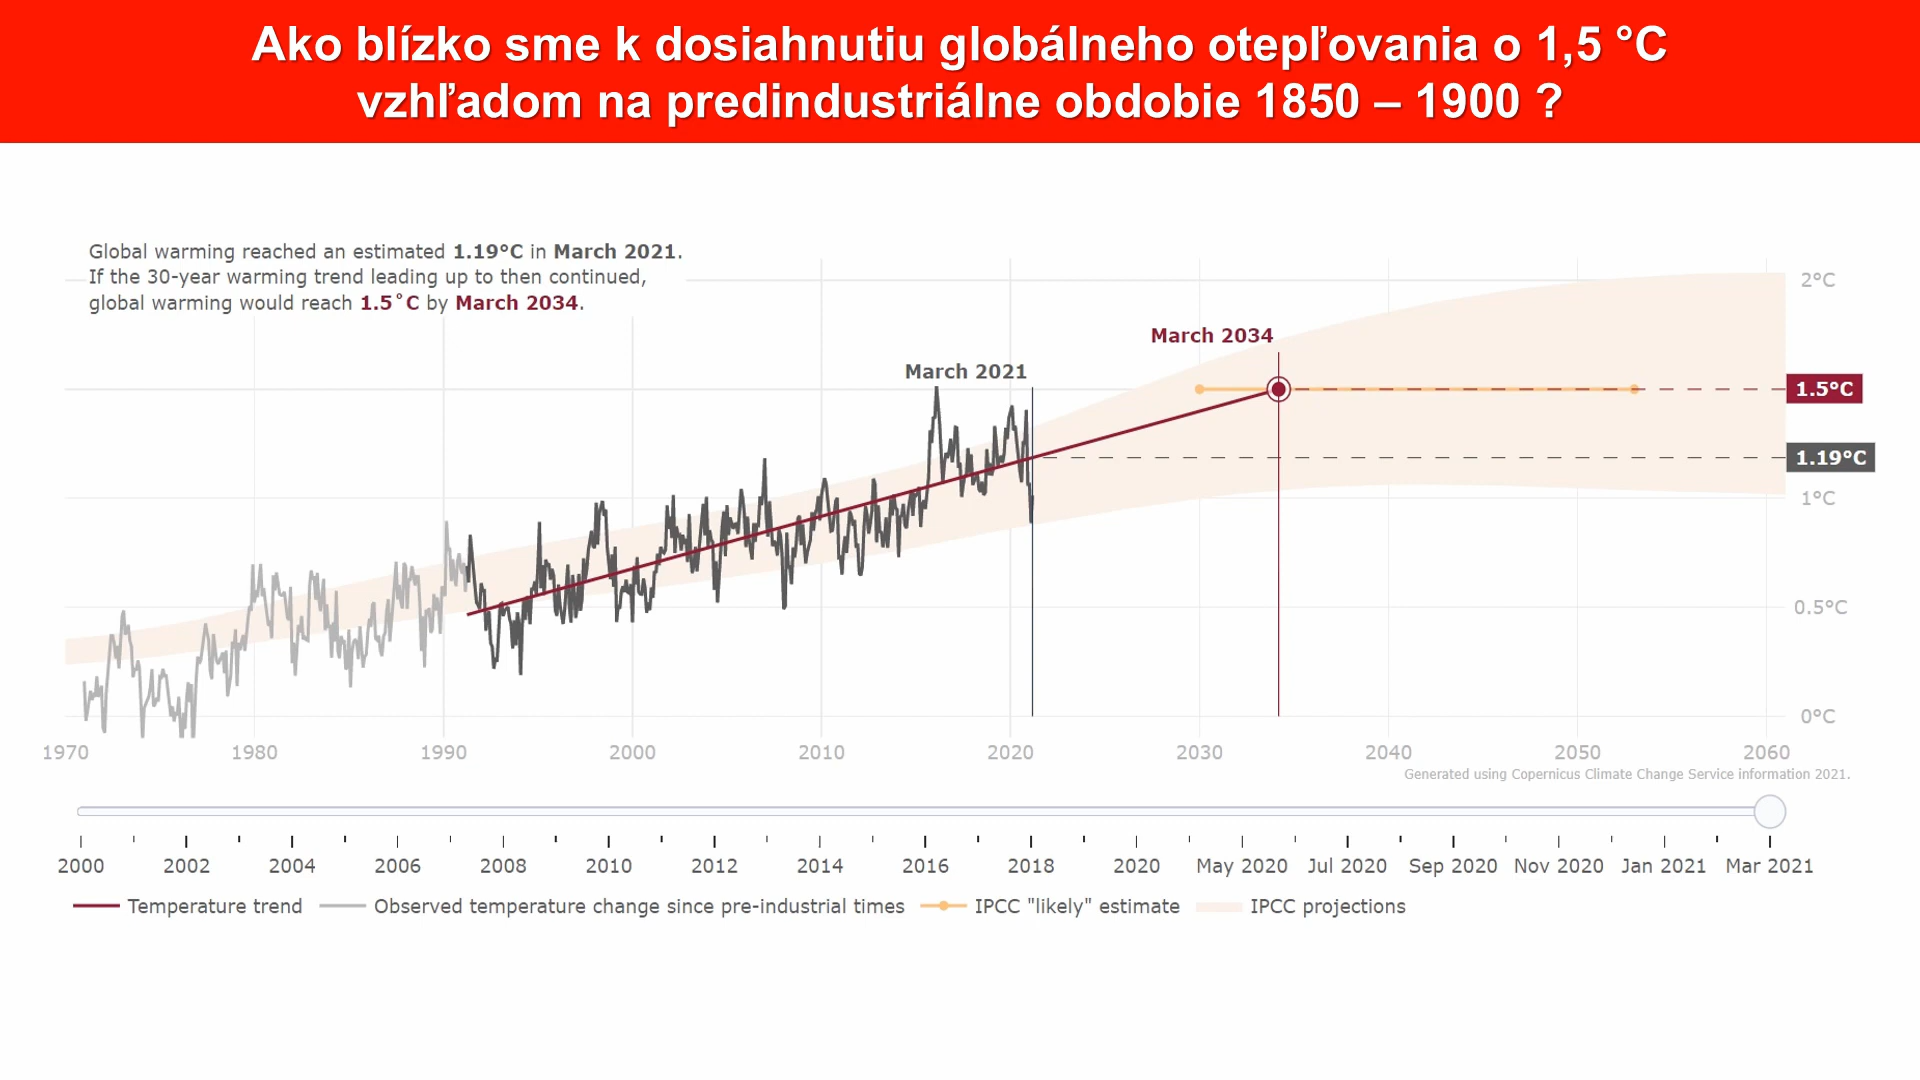 Ako blízko sme k dosiahnutiu globálneho otepľovania o 1,5 °C
vzhľadom na predindustriálne obdobie 1850 – 1900 ?
Global warming reached an estimated 1.19°C in March 2021.
If the 30-year warming trend leading up to then continued,
global warming would reach 1.5˚C by March 2034.
2°C
March 2034
March 2021
1.5°C
1.19°C
1°C
0.5°C
0°C
1970 1980 1990 2000 2010 2020 2030 2040 2050 2060
Generated using Copernicus Climate Change Service information 2021.
2000 2002 2004 2006 2008 2010 2012 2014 2016 2018 2020 May 2020 Jul 2020 Sep 2020 Nov 2020 Jan 2021 Mar 2021
Temperature trend Observed temperature change since pre-industrial times IPCC "likely" estimate IPCC projections